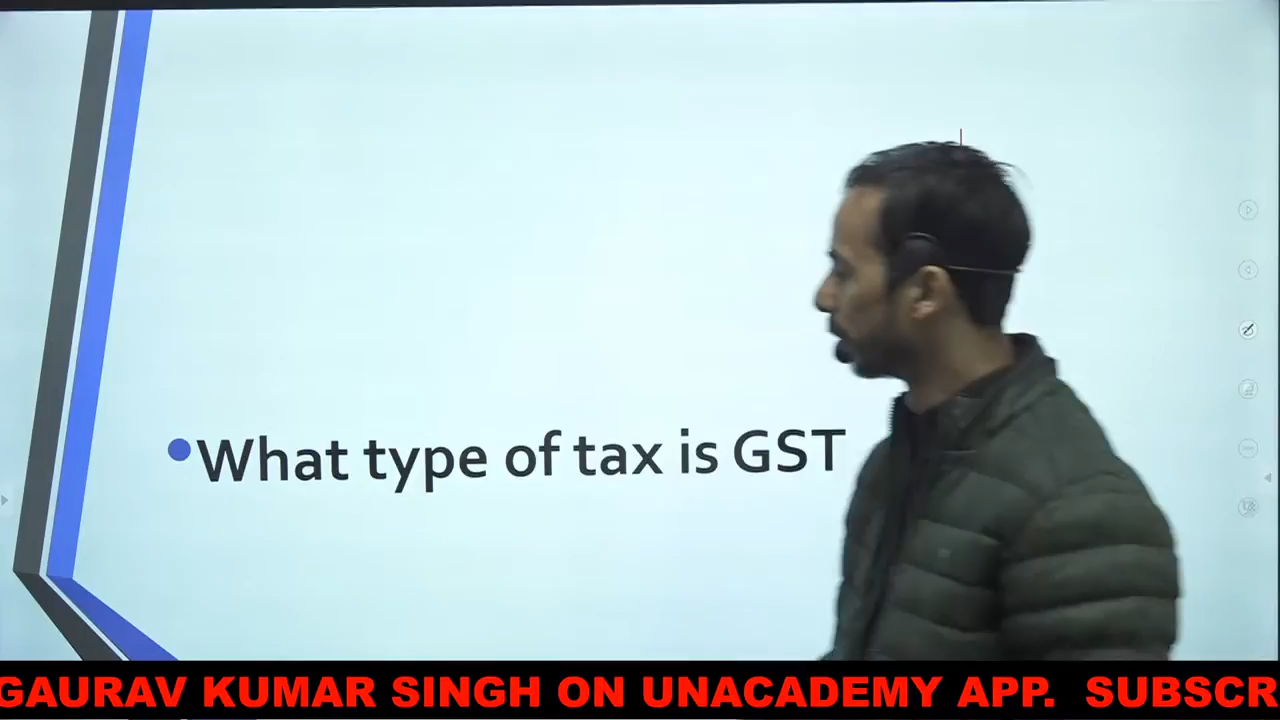 What type of tax is GST
GAURAV KUMAR SINGH ON UNACADEMY APP. SUBSCR